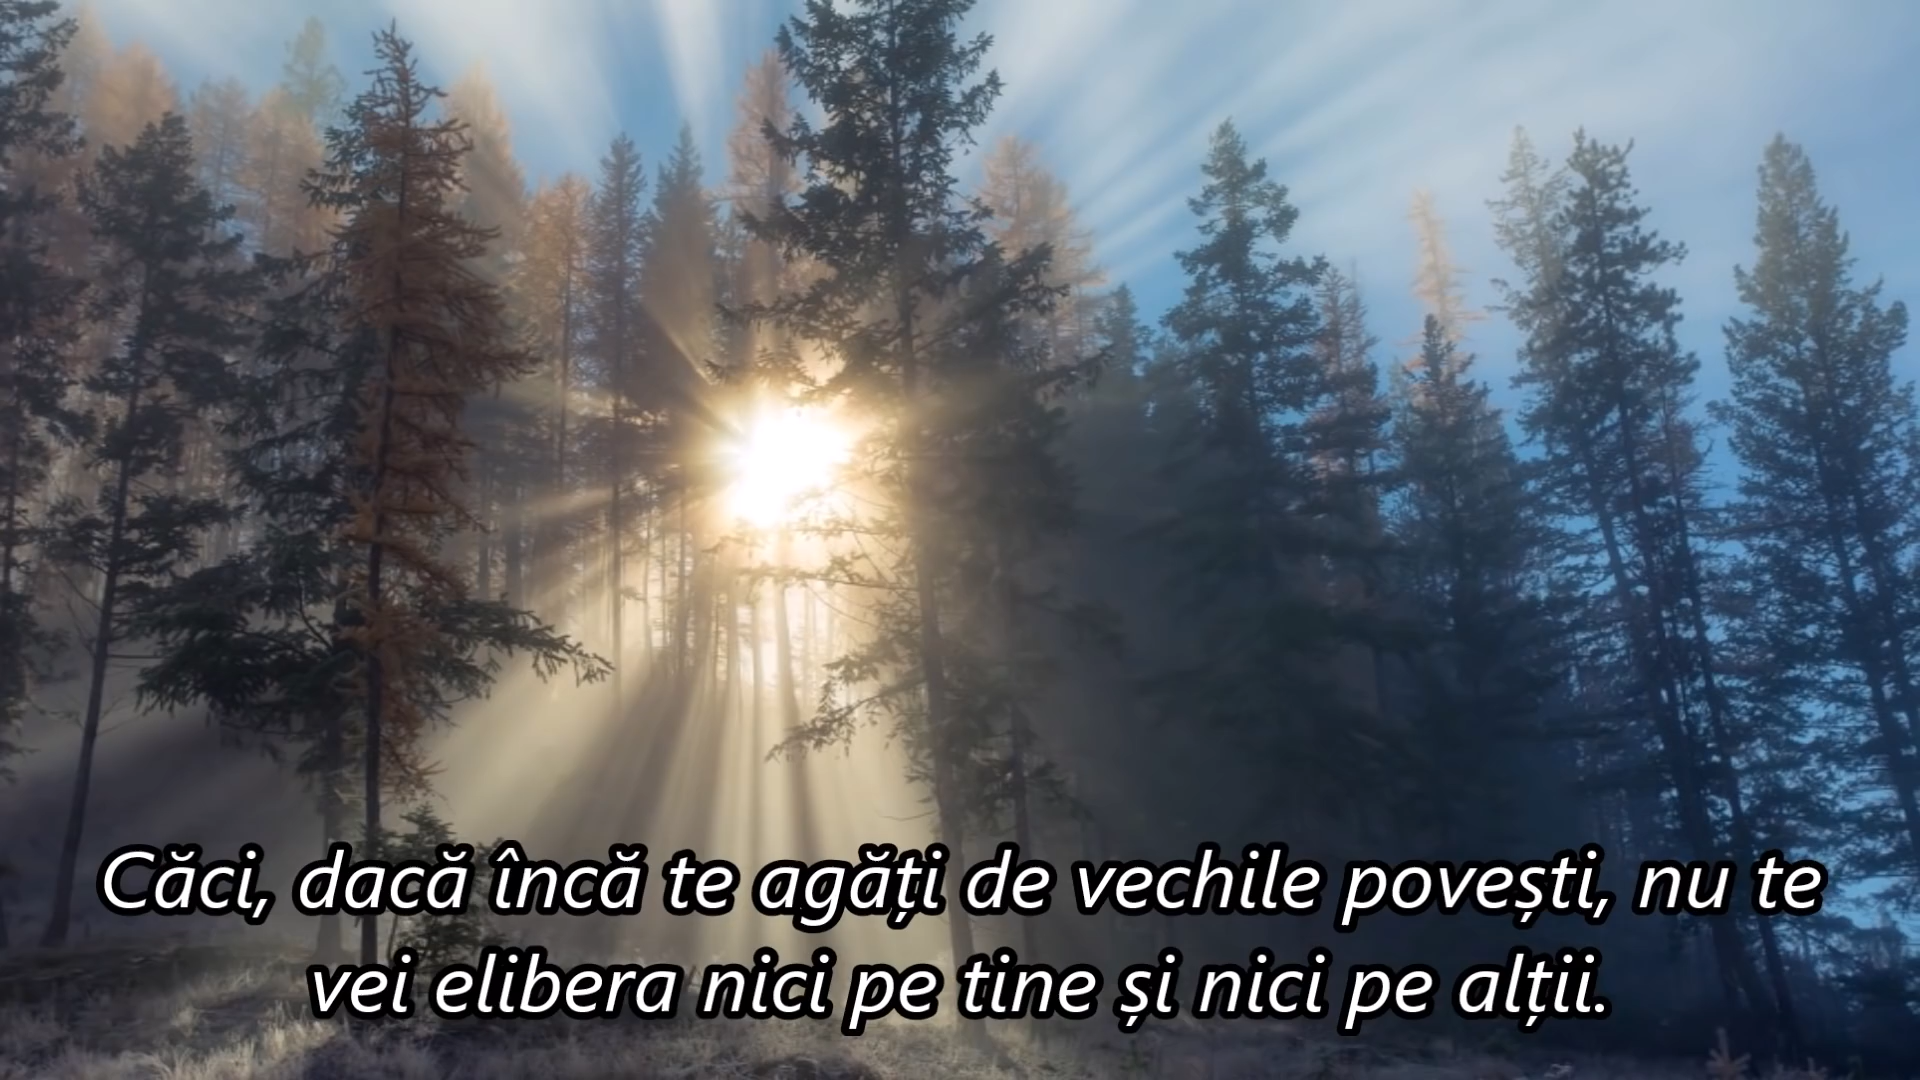 Căci, dacă încă te agăți de vechile povești, nu te
vei elibera nici pe tine și nici pe alții.